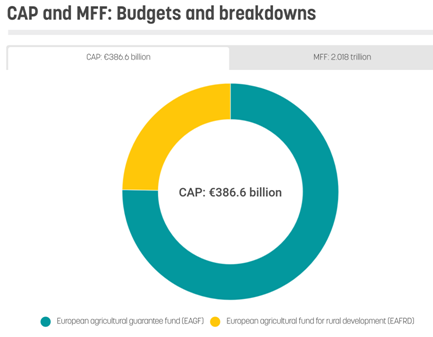 CAP and MFF: Budgets and breakdowns
CAP: €386.6 billion
MFF: 2.018 trillion
CAP: €386.6 billion
European agricultural guarantee fund (EAGF)
European agricultural fund for rural development (EAFRD)